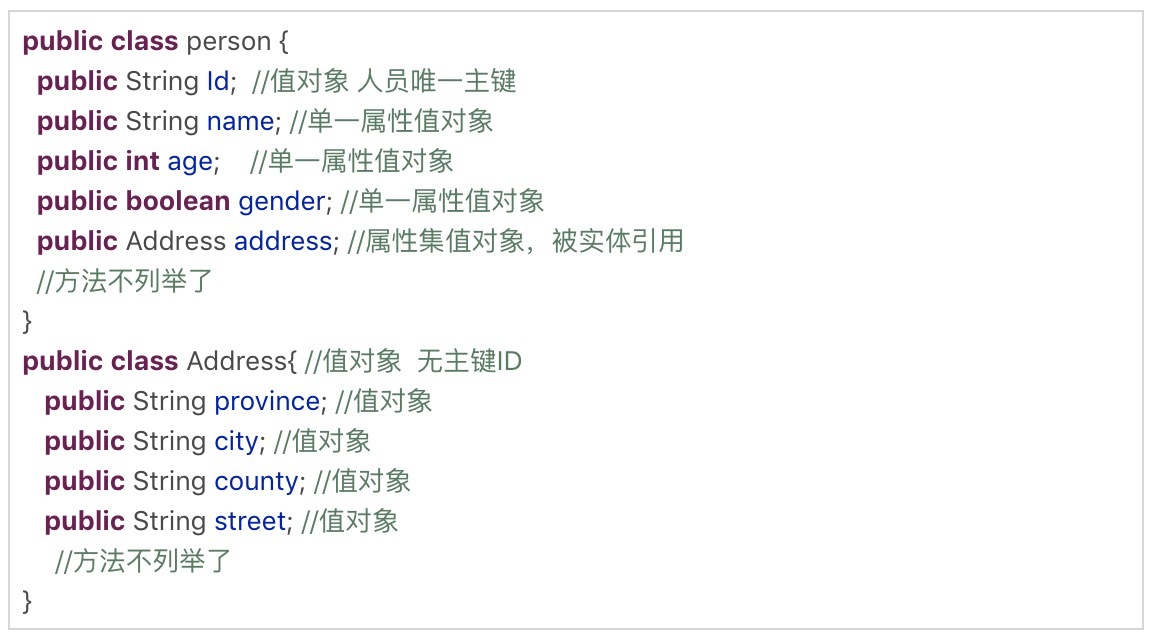 public class person {
public String Id;  //值对象 人员唯一主键
public String name; //单一属性值对象
public int age;    //单一属性值对象
public boolean gender; //单一属性值对象
public Address address; //属性集值对象，被实体引用
//方法不列举了
}
public class Address{ //值对象  无主键ID
public String province; //值对象
public String city; //值对象
public String county; //值对象
public String street; //值对象
//方法不列举了
}